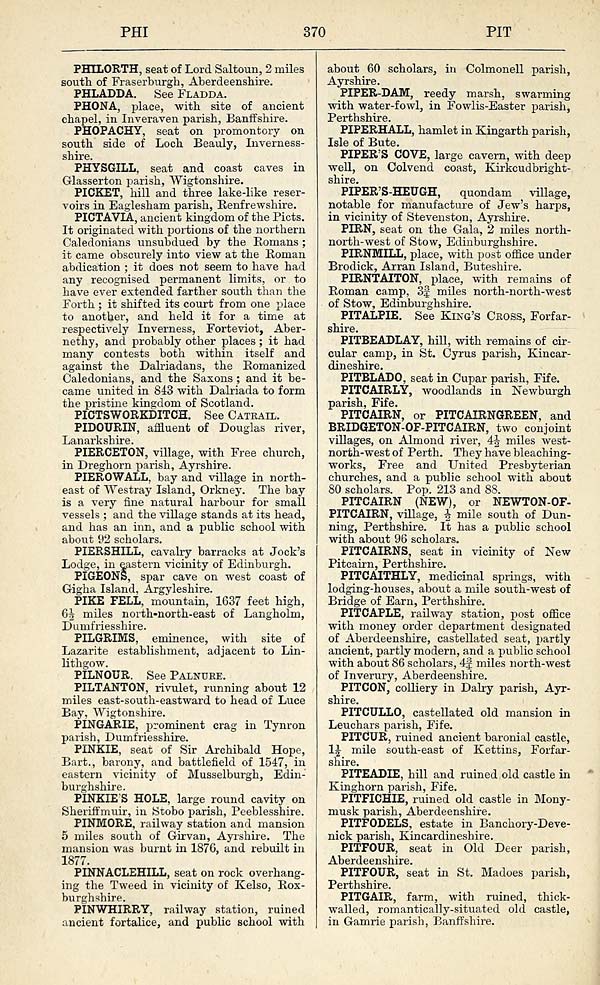 PHI 370 PIT
PHILORTH, seat of Lord Saltoun, 2 miles
south of Fraserburgh, Aberdeenshire.
PHLADDA. See FLADDA.
PHONA, place, with site of ancient
chapel, in Inveraven parish, Banffshire.
PHOPACHY, seat on promontory on
south side of Loch Beauly, Inverness-
shire.
PHYSGILL, seat and coast caves in
Glasserton parish, Wigtonshire.
PICKET, hill and three lake-like reser-
voirs in Eaglesham parish, Renfrewshire.
PICTAVIA, ancient kingdom of the Picts.
It originated with portions of the northern
Caledonians unsubdued by the Romans;
it came obscurely into view at the Roman
abdication; it does not seem to have had
any recognised permanent limits, or to
have ever extended farther south than the
Forth; it shifted its court from one place
to another, and held it for a time at
respectively Inverness, Forteviot, Aber-
nethy, and probably other places; it had
many contests both within itself and
against the Dalriadans, the Romanized
Caledonians, and the Saxons; and it be-
came united in 843 with Dalriada to form
the pristine kingdom of Scotland.
PICTSWORKDITCH. See CATRAIL.
PIDOURIN, affluent of Douglas river,
Lanarkshire.
PIERCETON, village, with Free church,
in Dreghorn parish, Ayrshire.
PIEROWALL, bay and village in north-
east of Westray Island, Orkney. The bay
is a very fine natural harbour for small
vessels; and the village stands at its head,
and has an inn, and a public school with
about 92 scholars.
PIERSHILL, cavalry barracks at Jock's
Lodge, in eastern vicinity of Edinburgh.
PIGEONS, spar cave on west coast of
Gigha Island, Argyleshire.
PIKE FELL, mountain, 1637 feet high,
6½ miles north-north-east of Langholm,
Dumfriesshire.
PILGRIMS, eminence, with site of
Lazarite establishment, adjacent to Lin-
lithgow.
PILNOUR. See PALNURE.
PILTANTON, rivulet, running about 12
miles east-south-eastward to head of Luce
Bay, Wigtonshire.
PINGARIE, prominent crag in Tynron
parish, Dumfriesshire.
PINKIE, seat of Sir Archibald Hope,
Bart., barony, and battlefield of 1547, in
eastern vicinity of Musselburgh, Edin-
burghshire.
PINKIE'S HOLE, large round cavity on
Sheriffmuir, in Stobo parish, Peeblesshire.
PINMORE, railway station and mansion
5 miles south of Girvan, Ayrshire. The
mansion was burnt in 1876, and rebuilt in
1877.
PINNACLEHILL, seat on rock overhang-
ing the Tweed in vicinity of Kelso, Rox-
burghshire.
PINWHIRRY, railway station, ruined
ancient fortalice, and public school with
about 60 scholars, in Colmonell parish,
Ayrshire.
PIPER-DAM, reedy marsh, swarming
with water-fowl, in Fowlis-Easter parish,
Perthshire.
PIPERHALL, hamlet in Kingarth parish,
Isle of Bute.
PIPER'S COVE, large cavern, with deep
well, on Colvend coast, Kirkcudbright-
shire.
PIPER'S-HEUGH, quondam village,
notable for manufacture of Jew's harps,
in vicinity of Stevenston, Ayrshire.
PIRN, seat on the Gala, 2 miles north-
north-west of Stow, Edinburghshire.
PIRNMILL, place, with post office under
Brodick, Arran Island, Buteshire.
PIRNTAITON, place, with remains of
Roman camp, 3¾ miles north-north-west
of Stow, Edinburghshire.
PITALPIE. See KING'S CROSS, Forfar-
shire.
PITBEADLAY, hill, with remains of cir-
cular camp, in St. Cyrus parish, Kincar-
dineshire.
PITBLADO, seat in Cupar parish, Fife.
PITCAIRLY, woodlands in Newburgh
parish, Fife.
PITCAIRN, or PITCAIRNGREEN, and
BRIDGETON-OF-PITCAIRN, two conjoint
villages, on Almond river, 4½ miles west-
north-west of Perth. They have bleaching-
works, Free and United Presbyterian
churches, and a public school with about
80 scholars. Pop. 213 and 88.
PITCAIRN (NEW), or NEWTON-OF-
PITCAIRN, village, ½ mile south of Dun-
ning, Perthshire. It has a public school
with about 96 scholars.
PITCAIRNS, seat in vicinity of New
Pitcairn, Perthshire.
PITCAITHLY, medicinal springs, with
lodging-houses, about a mile south-west of
Bridge of Earn, Perthshire.
PITCAPLE, railway station, post office
with money order department designated
of Aberdeenshire, castellated seat, partly
ancient, partly modern, and a public school
with about 86 scholars, 4¾ miles north-west
of Inverury, Aberdeenshire.
PITCON, colliery in Dalry parish, Ayr-
shire.
PITCULLO, castellated old mansion in
Leuchars parish, Fife.
PITCUR, ruined ancient baronial castle,
1½ mile south-east of Kettins, Forfar-
shire.
PITEADIE, hill and ruined old castle in
Kinghorn parish, Fife.
PITFICHIE, ruined old castle in Mony-
musk parish, Aberdeenshire.
PITFODELS, estate in Banchory-Deve-
nick parish, Kincardineshire.
PITFOUR, seat in Old Deer parish,
Aberdeenshire.
PITFOUR, seat in St. Madoes parish,
Perthshire.
PITGAIR, farm, with ruined, thick-
walled, romantically-situated old castle,
in Gamrie parish, Banffshire.